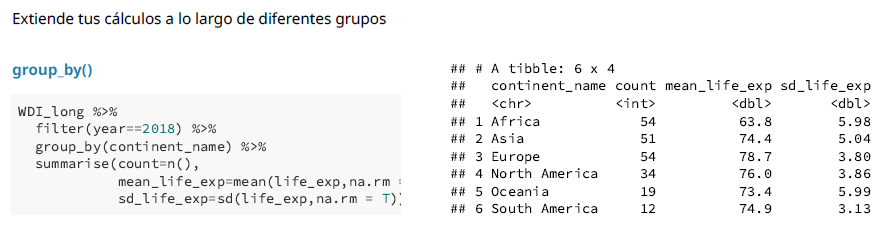 Extiende tus cálculos a lo largo de diferentes grupos
group_by()
WDI_long %>%
  filter(year==2018) %>%
  group_by(continent_name) %>%
  summarise(count=n(),
            mean_life_exp=mean(life_exp,na.rm =
            sd_life_exp=sd(life_exp,na.rm = T))
## # A tibble: 6 x 4
##   continent_name count mean_life_exp sd_life_exp
##   <chr>          <int>         <dbl>       <dbl>
## 1 Africa            54          63.8        5.98
## 2 Asia              51          74.4        5.04
## 3 Europe            54          78.7        3.80
## 4 North America     34          76.0        3.86
## 5 Oceania           19          73.4        5.99
## 6 South America     12          74.9        3.13